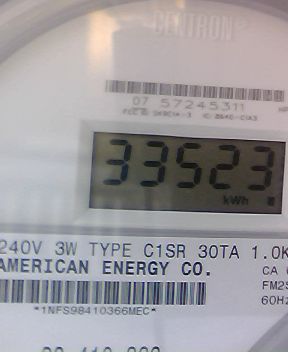 CENTRON®
07 57245311
33523
kWh
240V 3W TYPE C1SR 30TA 1.0K
AMERICAN ENERGY CO.
CA
FM2S
60Hz
*1NFS98410366MEC*